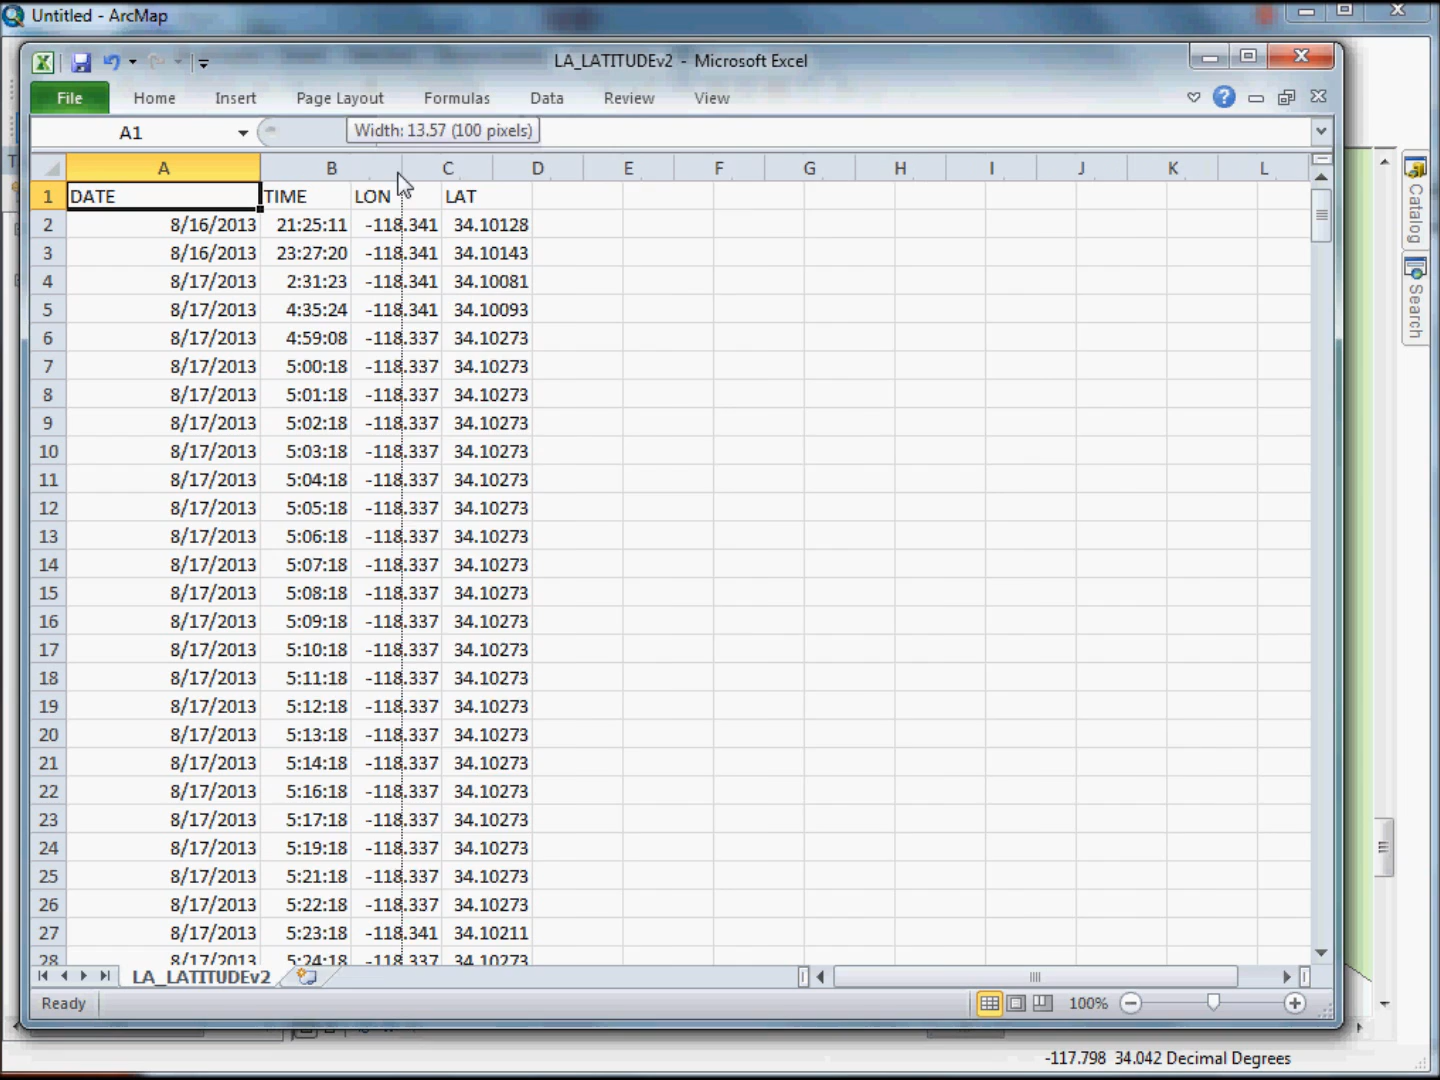 Untitled - ArcMap
LA_LATITUDEv2 - Microsoft Excel
File Home Insert Page Layout Formulas Data Review View
A1
Width: 13.57 (100 pixels)
A B C D E F G H I J K L
1 DATE TIME LON LAT
2 8/16/2013 21:25:11 -118.341 34.10128
3 8/16/2013 23:27:20 -118.341 34.10143
4 8/17/2013 2:31:23 -118.341 34.10081
5 8/17/2013 4:35:24 -118.341 34.10093
6 8/17/2013 4:59:08 -118.337 34.10273
7 8/17/2013 5:00:18 -118.337 34.10273
8 8/17/2013 5:01:18 -118.337 34.10273
9 8/17/2013 5:02:18 -118.337 34.10273
10 8/17/2013 5:03:18 -118.337 34.10273
11 8/17/2013 5:04:18 -118.337 34.10273
12 8/17/2013 5:05:18 -118.337 34.10273
13 8/17/2013 5:06:18 -118.337 34.10273
14 8/17/2013 5:07:18 -118.337 34.10273
15 8/17/2013 5:08:18 -118.337 34.10273
16 8/17/2013 5:09:18 -118.337 34.10273
17 8/17/2013 5:10:18 -118.337 34.10273
18 8/17/2013 5:11:18 -118.337 34.10273
19 8/17/2013 5:12:18 -118.337 34.10273
20 8/17/2013 5:13:18 -118.337 34.10273
21 8/17/2013 5:14:18 -118.337 34.10273
22 8/17/2013 5:16:18 -118.337 34.10273
23 8/17/2013 5:17:18 -118.337 34.10273
24 8/17/2013 5:19:18 -118.337 34.10273
25 8/17/2013 5:21:18 -118.337 34.10273
26 8/17/2013 5:22:18 -118.337 34.10273
27 8/17/2013 5:23:18 -118.341 34.10211
28 8/17/2013 5:24:18 -118.337 34.10273
LA_LATITUDEv2
Ready
100%
Catalog
Search
-117.798 34.042 Decimal Degrees